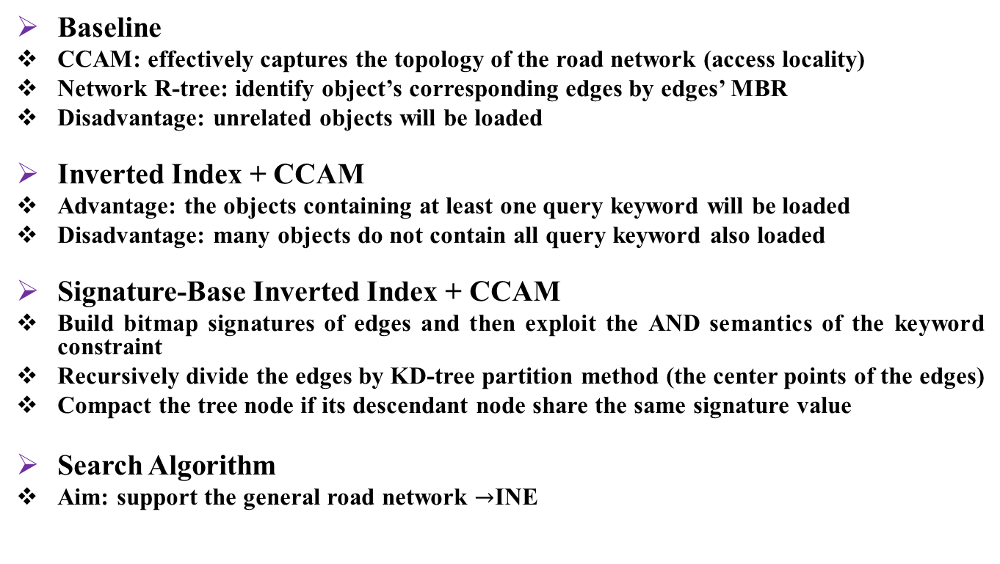 ➢ Baseline
❖ CCAM: effectively captures the topology of the road network (access locality)
❖ Network R-tree: identify object’s corresponding edges by edges’ MBR
❖ Disadvantage: unrelated objects will be loaded
➢ Inverted Index + CCAM
❖ Advantage: the objects containing at least one query keyword will be loaded
❖ Disadvantage: many objects do not contain all query keyword also loaded
➢ Signature-Base Inverted Index + CCAM
❖ Build bitmap signatures of edges and then exploit the AND semantics of the keyword
constraint
❖ Recursively divide the edges by KD-tree partition method (the center points of the edges)
❖ Compact the tree node if its descendant node share the same signature value
➢ Search Algorithm
❖ Aim: support the general road network →INE